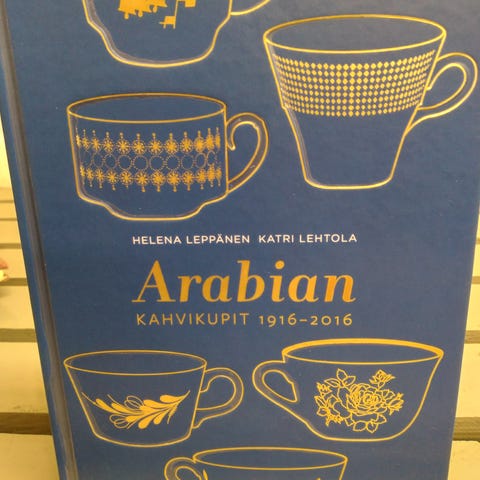 HELENA LEPPÄNEN KATRI LEHTOLA
Arabian
KAHVIKUPIT 1916–2016